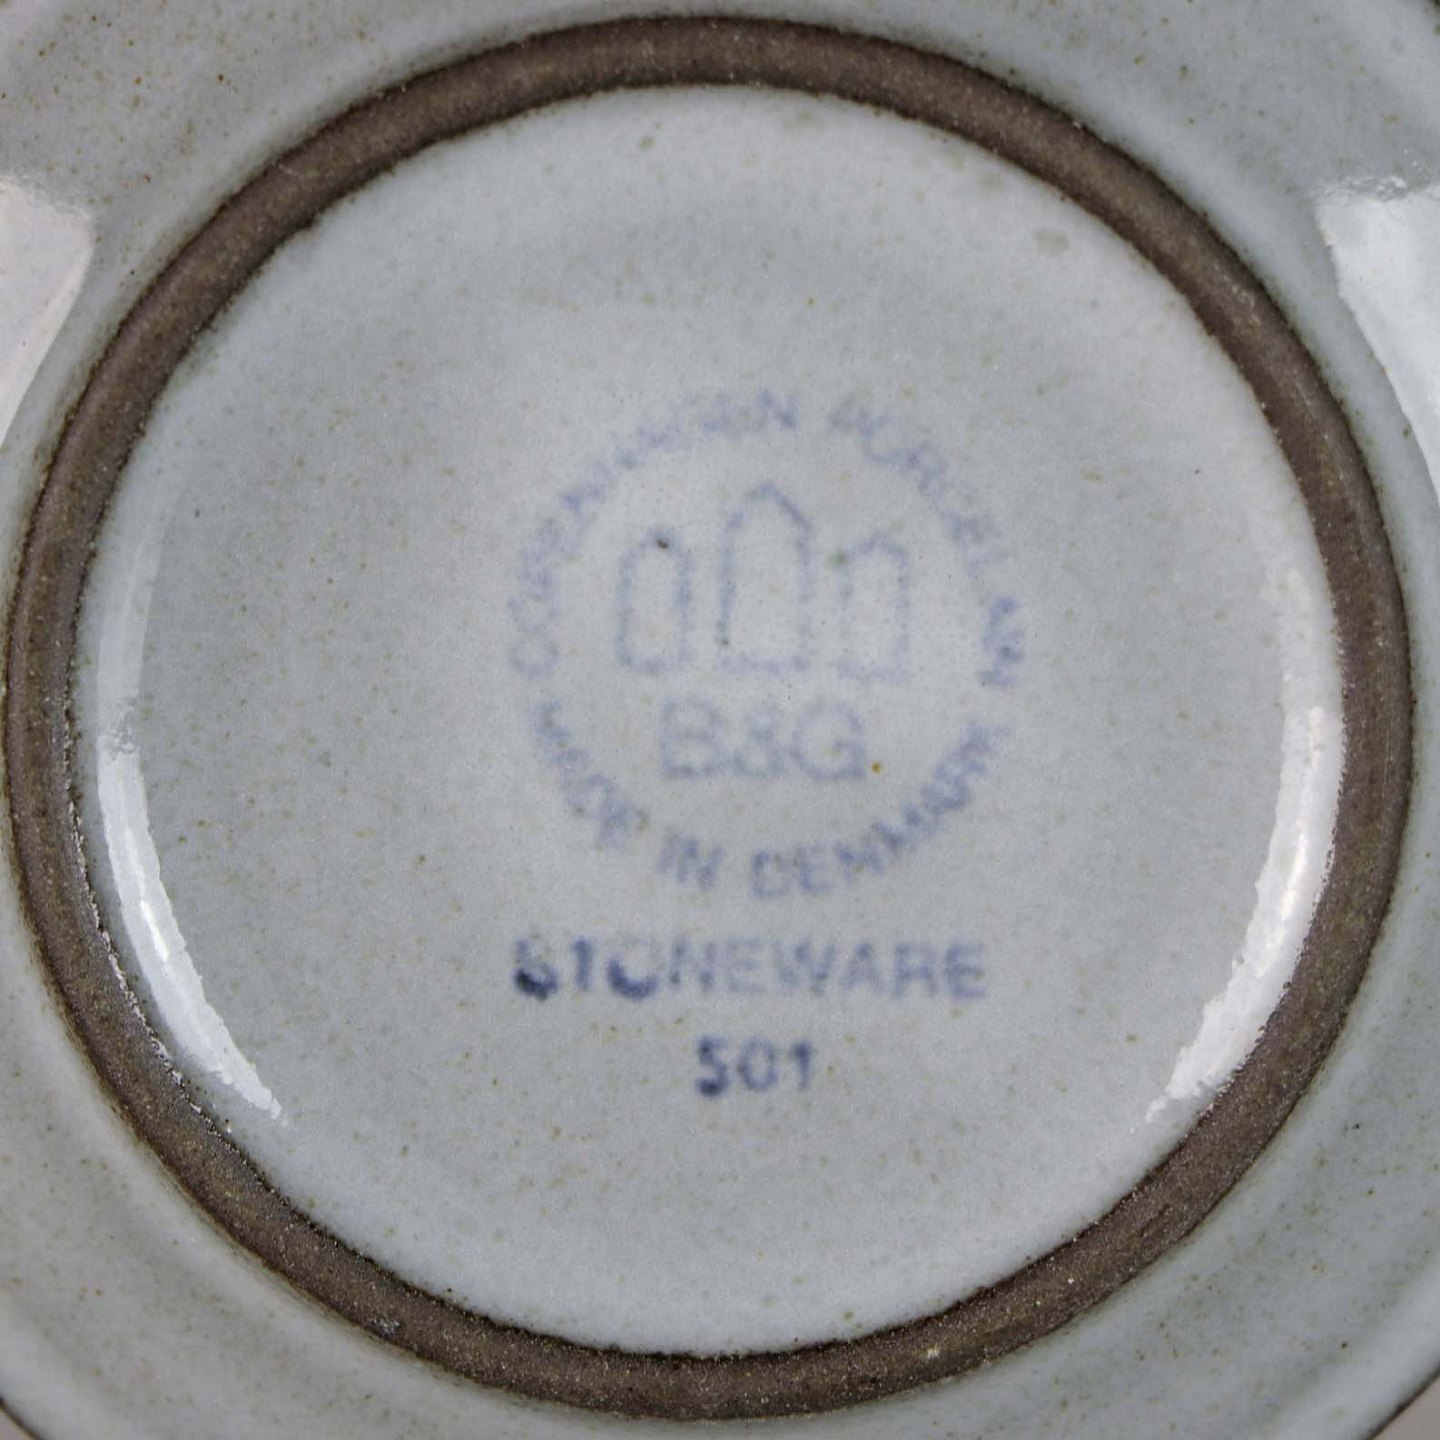 COPENHAGEN PORCELAIN
B&G
MADE IN DENMARK
STONEWARE
501